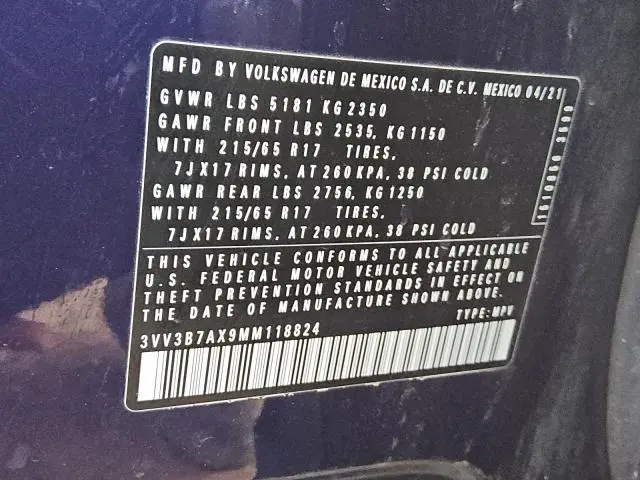 MFD BY VOLKSWAGEN DE MEXICO S.A. DE C.V. MEXICO 04/21
GVWR LBS 5181 KG 2350
GAWR FRONT LBS 2535, KG 1150
WITH 215/65 R17 TIRES,
7JX17 RIMS, AT 260 KPA, 38 PSI COLD
GAWR REAR LBS 2756, KG 1250
WITH 215/65 R17 TIRES,
7JX17 RIMS, AT 260 KPA, 38 PSI COLD
THIS VEHICLE CONFORMS TO ALL APPLICABLE
U.S. FEDERAL MOTOR VEHICLE SAFETY AND
THEFT PREVENTION STANDARDS IN EFFECT ON
THE DATE OF MANUFACTURE SHOWN ABOVE.
3VV3B7AX9MM118824 TYPE:MPV